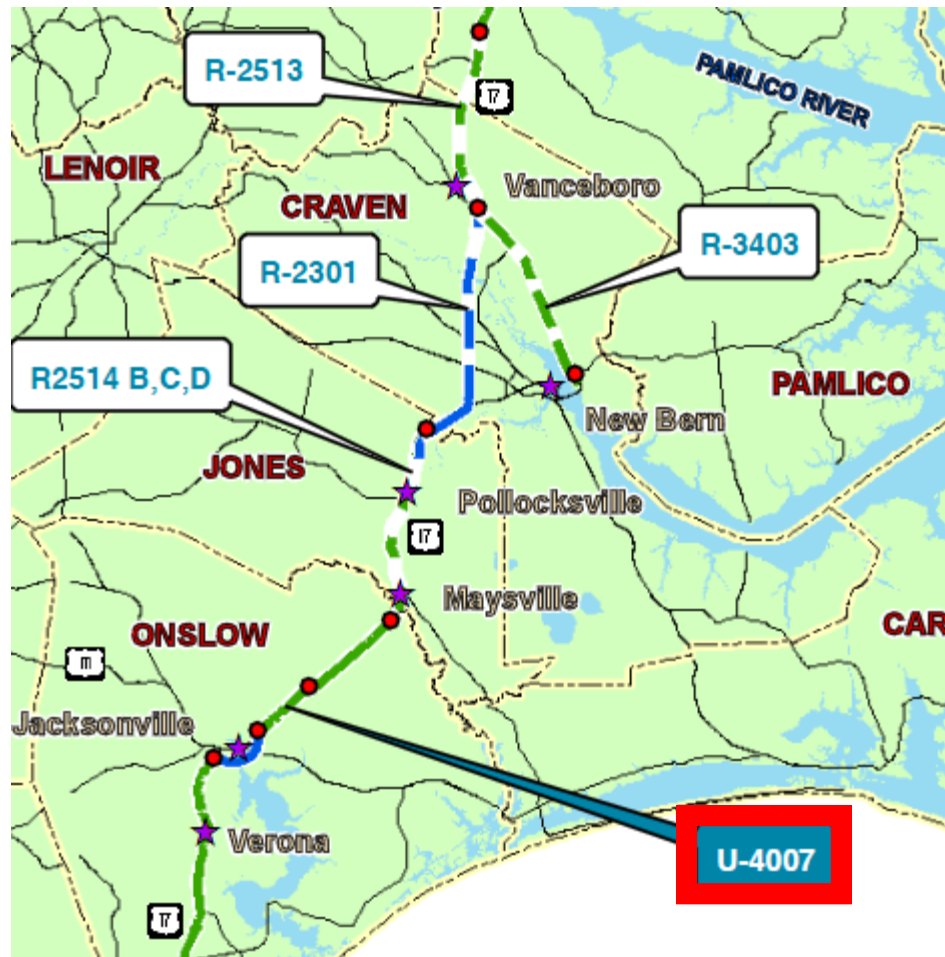 R-2513
17
PAMLICO RIVER
LENOIR
CRAVEN
Vanceboro
R-2301
R-3403
R2514 B,C,D
PAMLICO
New Bern
JONES
Pollocksville
17
Maysville
ONSLOW
CAR
111
Jacksonville
Verona
U-4007
17